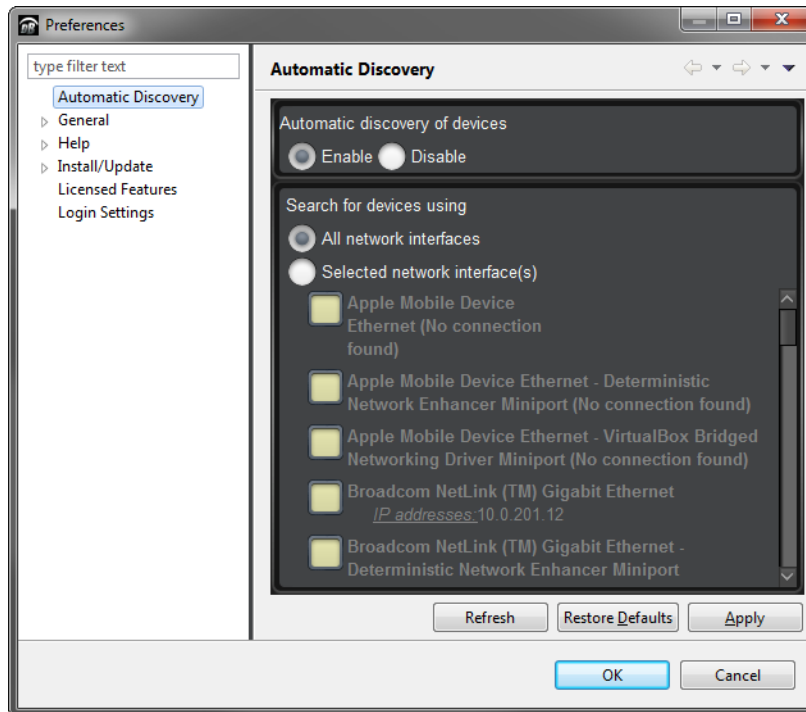 Preferences
type filter text
Automatic Discovery
General
Help
Install/Update
Licensed Features
Login Settings
Automatic Discovery
Automatic discovery of devices
Enable Disable
Search for devices using
All network interfaces
Selected network interface(s)
Apple Mobile Device
Ethernet (No connection
found)
Apple Mobile Device Ethernet - Deterministic
Network Enhancer Miniport (No connection found)
Apple Mobile Device Ethernet - VirtualBox Bridged
Networking Driver Miniport (No connection found)
Broadcom NetLink (TM) Gigabit Ethernet
IP addresses:10.0.201.12
Broadcom NetLink (TM) Gigabit Ethernet -
Deterministic Network Enhancer Miniport
Refresh Restore Defaults Apply
OK Cancel